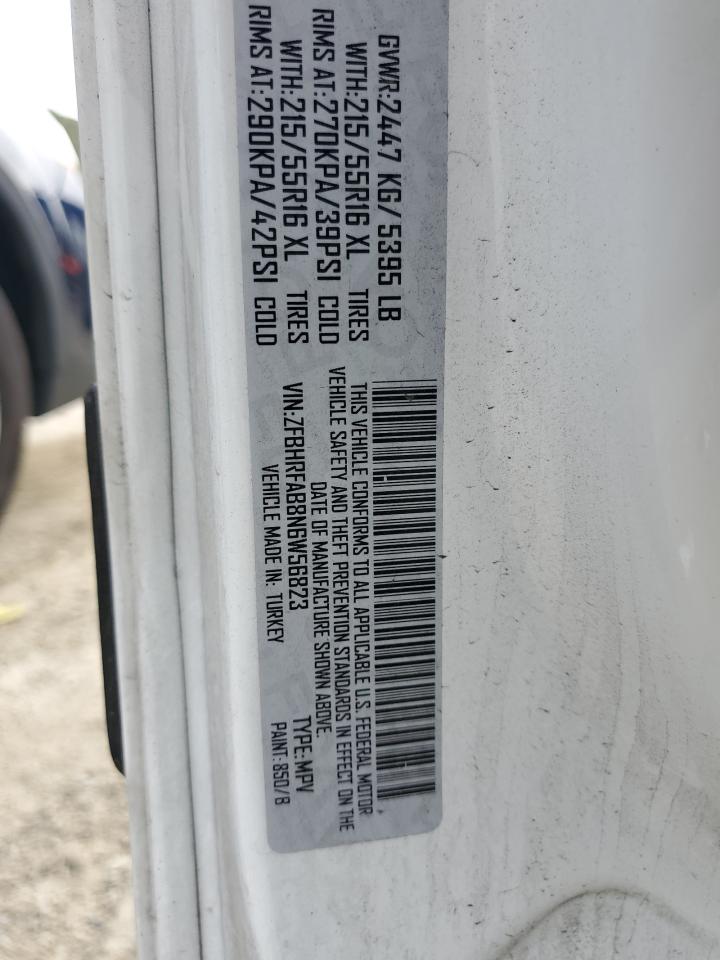 GVWR:2447 KG/5395 LB
WITH:215/55R16 XL TIRES
RIMS AT:270KPA/39PSI COLD
WITH:215/55R16 XL TIRES
RIMS AT:290KPA/42PSI COLD
THIS VEHICLE CONFORMS TO ALL APPLICABLE U.S. FEDERAL MOTOR
VEHICLE SAFETY AND THEFT PREVENTION STANDARDS IN EFFECT ON THE
DATE OF MANUFACTURE SHOWN ABOVE.
VIN:ZFBHRFAB8N6W56823 TYPE:MPV
VEHICLE MADE IN: TURKEY PAINT:850/B